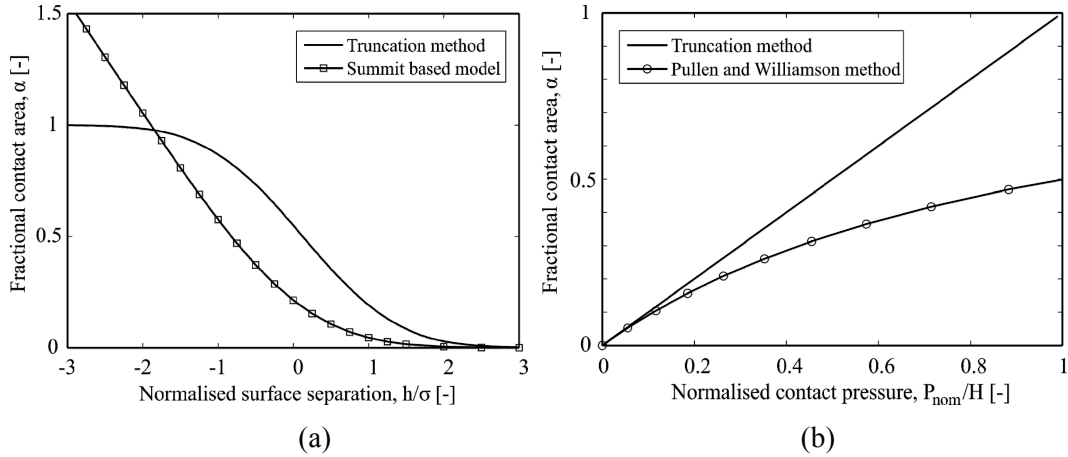 1.5
1
0.5
0
-3
-2
-1
0
1
2
3
Fractional contact area, α [-]
Normalised surface separation, h/σ [-]
Truncation method
Summit based model
(a)
1
0.5
0
0
0.2
0.4
0.6
0.8
1
Fractional contact area, α [-]
Normalised contact pressure, Pnom/H [-]
Truncation method
Pullen and Williamson method
(b)